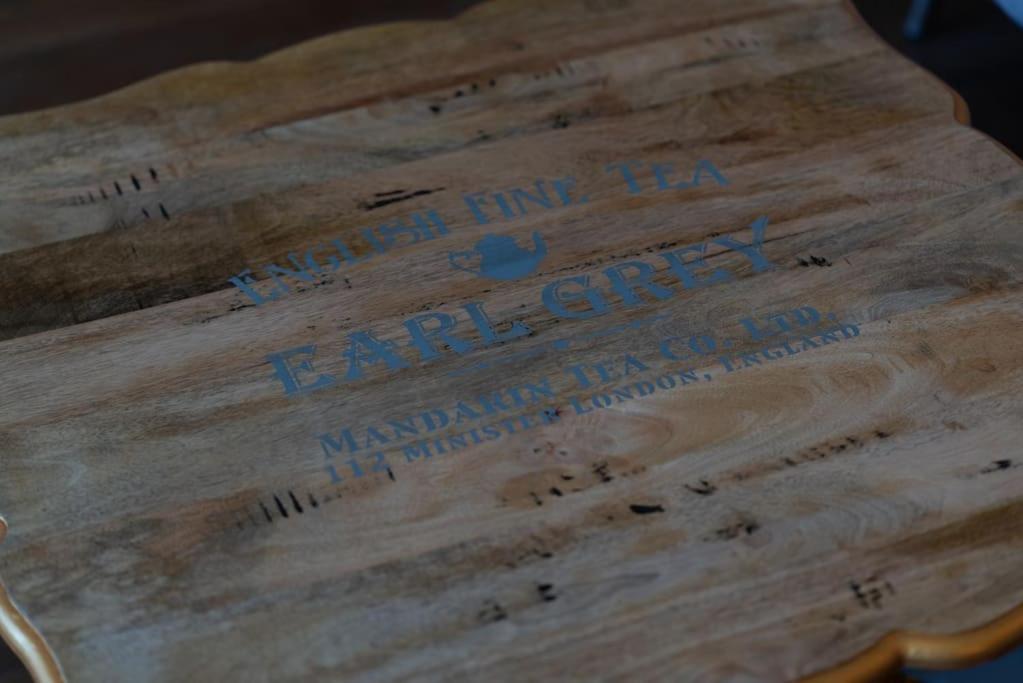 ENGLISH FINE TEA
EARL GREY
MANDARIN TEA CO. LTD.
112 MINISTER LONDON, ENGLAND